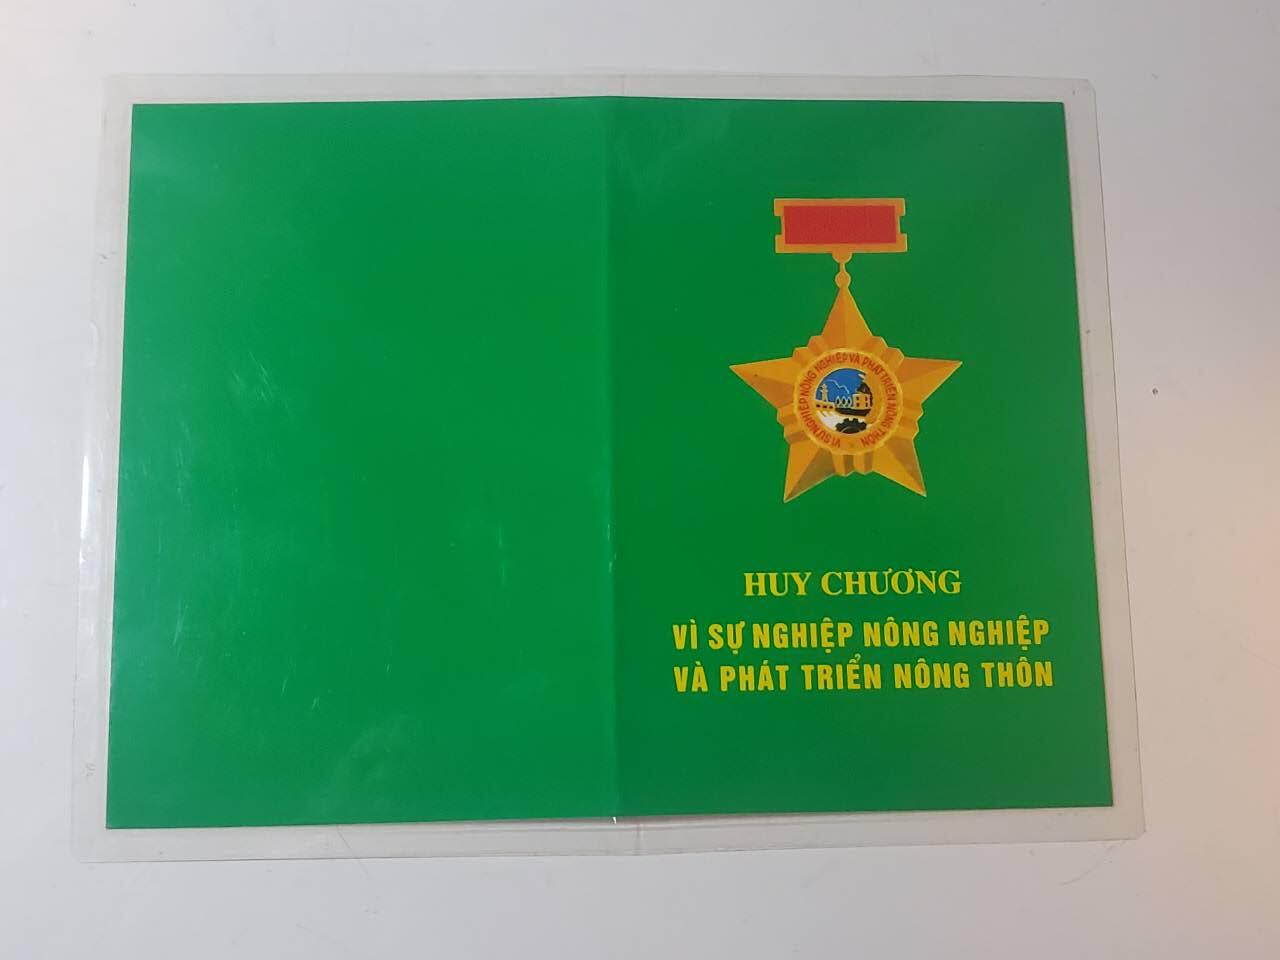 VÌ SỰ NGHIỆP NÔNG NGHIỆP VÀ PHÁT TRIỂN NÔNG THÔN
HUY CHƯƠNG
VÌ SỰ NGHIỆP NÔNG NGHIỆP
VÀ PHÁT TRIỂN NÔNG THÔN